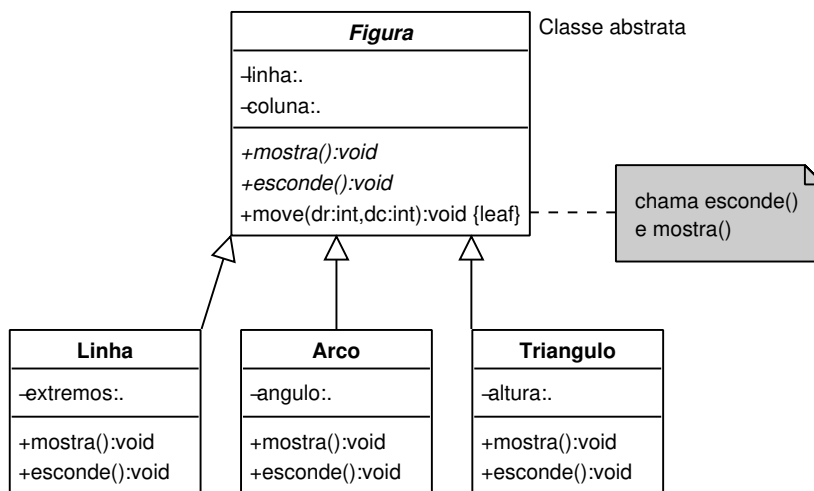 Figura
Classe abstrata
-linha:.
-coluna:.
+mostra():void
+esconde():void
+move(dr:int,dc:int):void {leaf}
chama esconde()
e mostra()
Linha
-extremos:.
+mostra():void
+esconde():void
Arco
-angulo:.
+mostra():void
+esconde():void
Triangulo
-altura:.
+mostra():void
+esconde():void